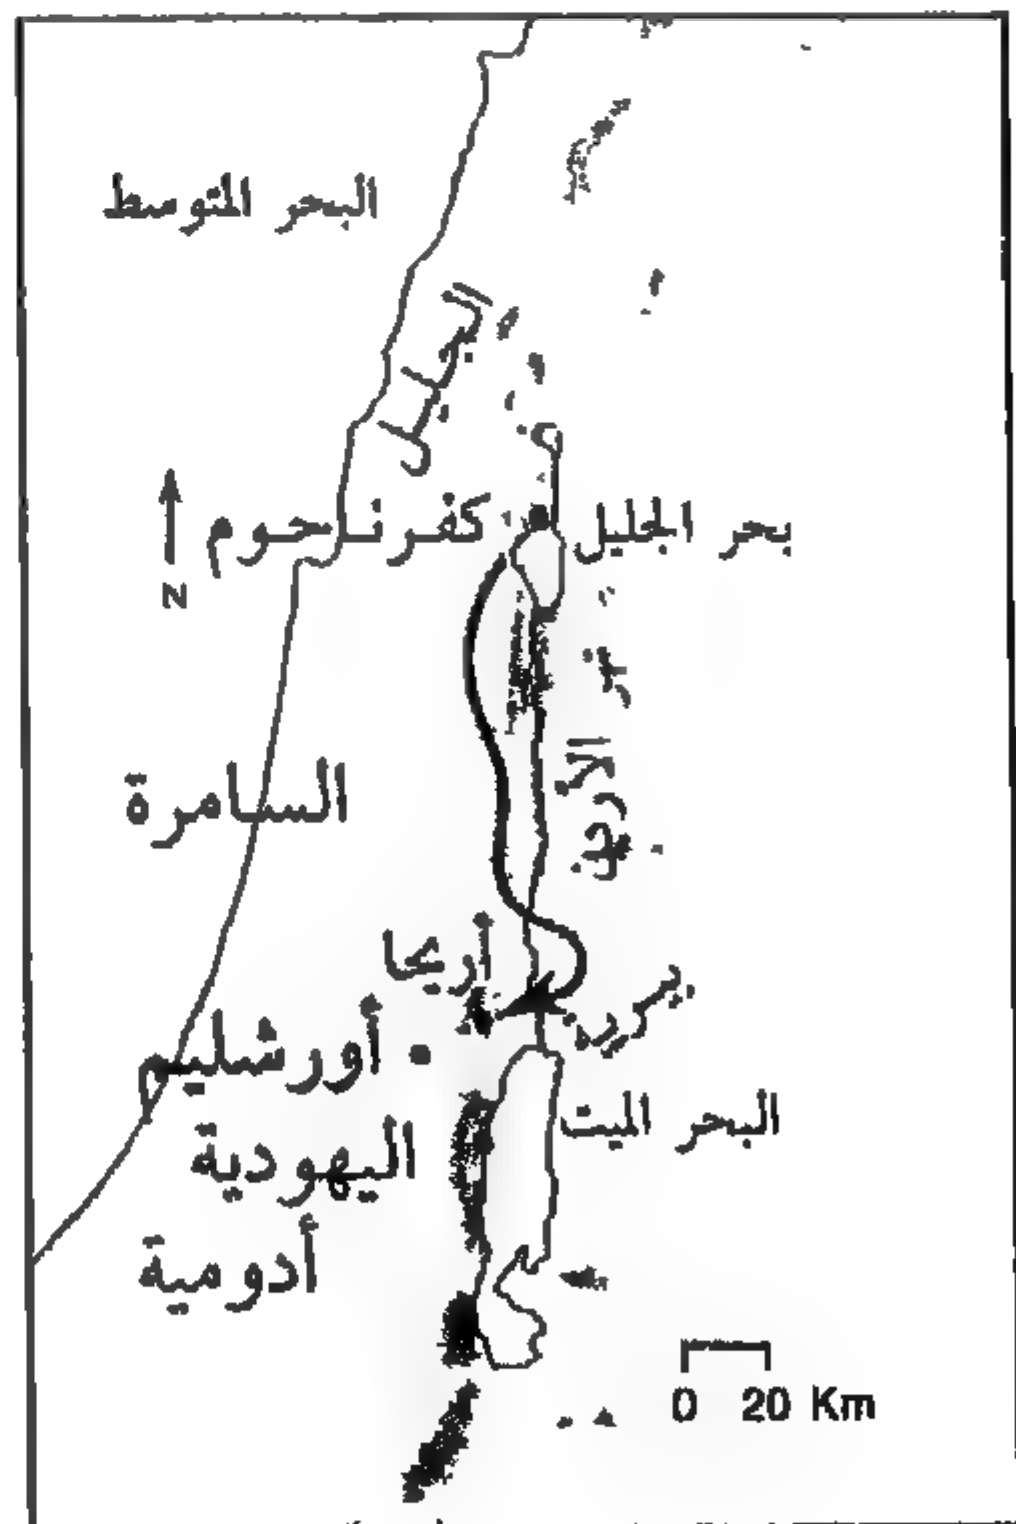 البحر المتوسط
الجليل
كفرناحوم
بحر الجليل
N
نهر الأردن
السامرة
أريحا
بيرية
أورشليم
البحر الميت
اليهودية
أدومية
0 20 Km